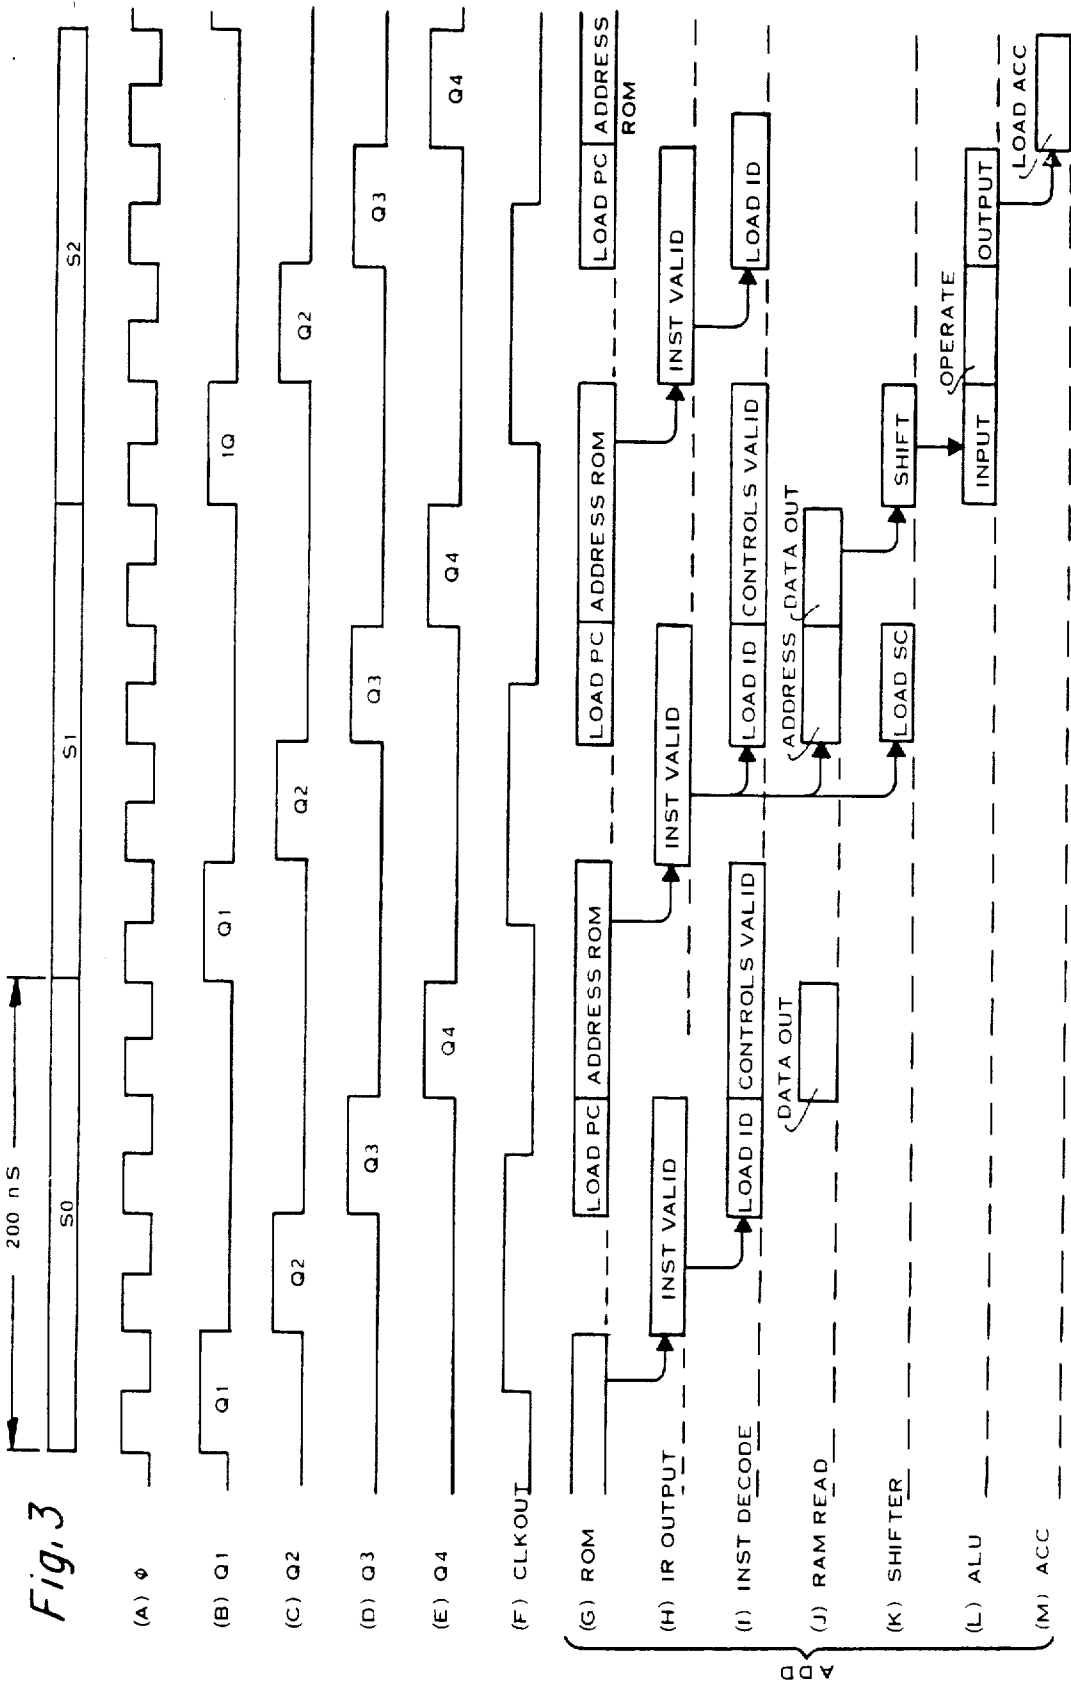 Fig. 3
200 nS
S0 S1 S2
(A) Φ
(B) Q1 Q1 Q1 1Q
(C) Q2 Q2 Q2 Q2
(D) Q3 Q3 Q3 Q3
(E) Q4 Q4 Q4 Q4
(F) CLKOUT
(G) ROM LOAD PC ADDRESS ROM LOAD PC ADDRESS ROM LOAD PC ADDRESS
ROM
(H) IR OUTPUT INST VALID INST VALID INST VALID
(I) INST DECODE LOAD ID CONTROLS VALID LOAD ID CONTROLS VALID LOAD ID
DATA OUT ADDRESS DATA OUT
(J) RAM READ
(K) SHIFTER LOAD SC SHIFT
OPERATE
(L) ALU INPUT OUTPUT
LOAD ACC
(M) ACC
ADD